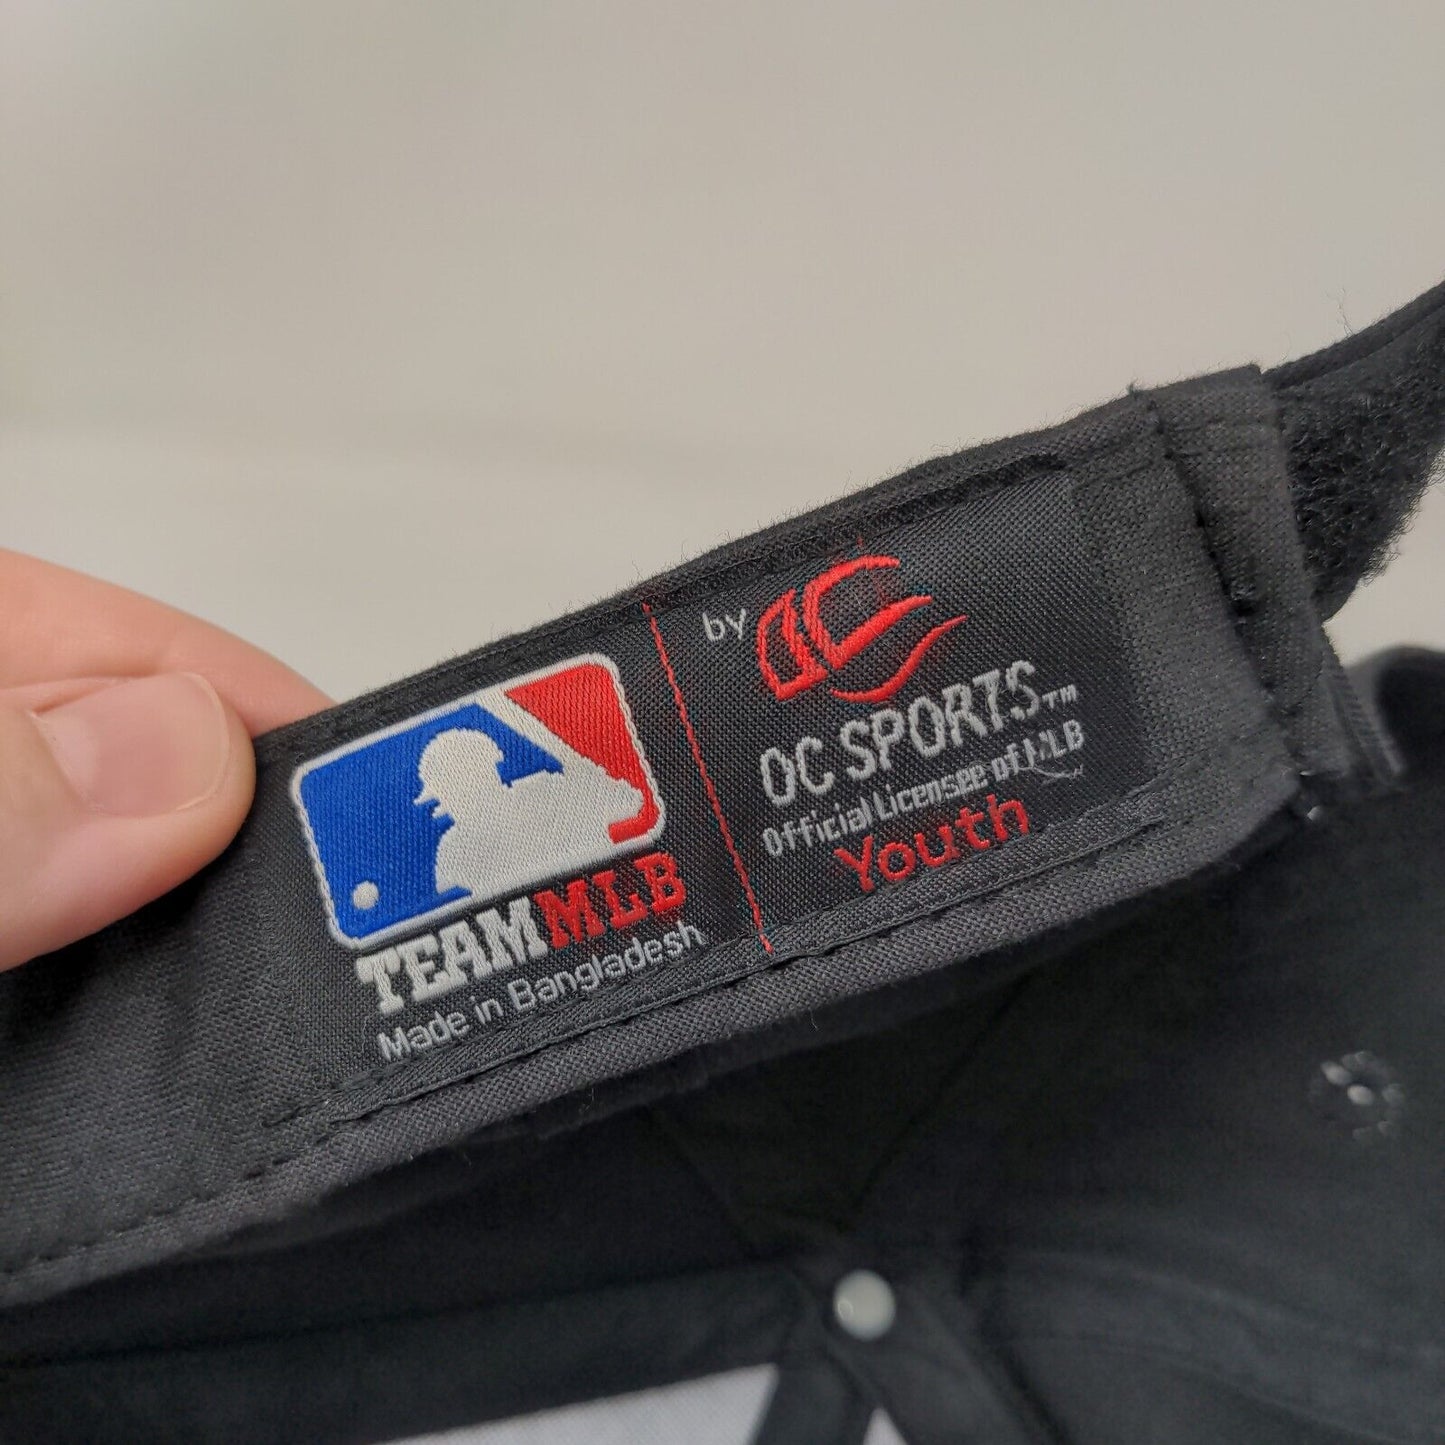 TEAMMLB
Made in Bangladesh
by
OC SPORTS™
Official Licensee of MLB
Youth